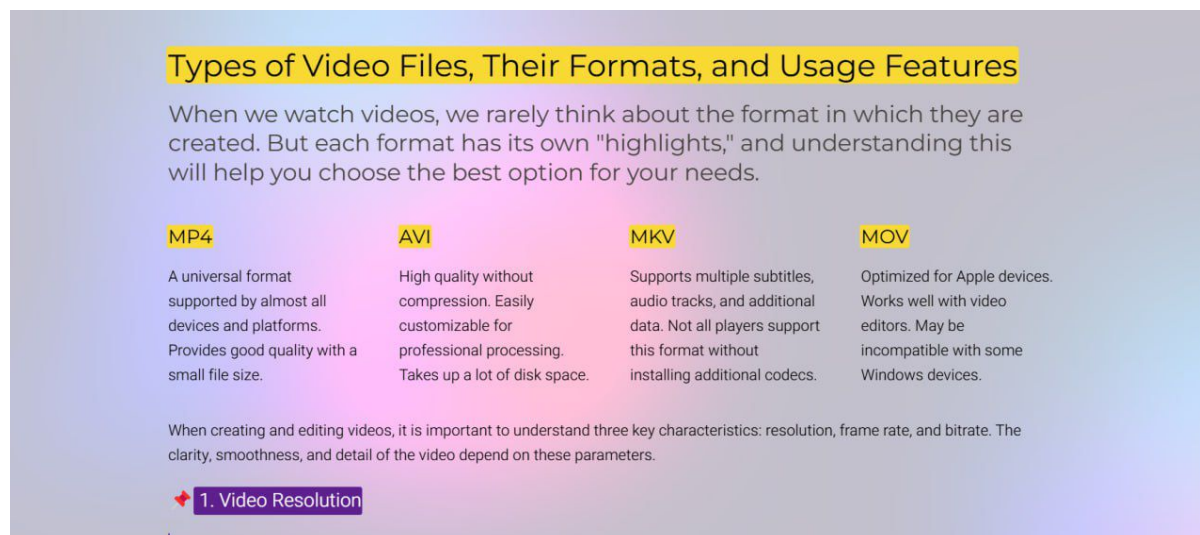 Types of Video Files, Their Formats, and Usage Features
When we watch videos, we rarely think about the format in which they are
created. But each format has its own "highlights," and understanding this
will help you choose the best option for your needs.
MP4
A universal format
supported by almost all
devices and platforms.
Provides good quality with a
small file size.
AVI
High quality without
compression. Easily
customizable for
professional processing.
Takes up a lot of disk space.
MKV
Supports multiple subtitles,
audio tracks, and additional
data. Not all players support
this format without
installing additional codecs.
MOV
Optimized for Apple devices.
Works well with video
editors. May be
incompatible with some
Windows devices.
When creating and editing videos, it is important to understand three key characteristics: resolution, frame rate, and bitrate. The
clarity, smoothness, and detail of the video depend on these parameters.
📌 1. Video Resolution